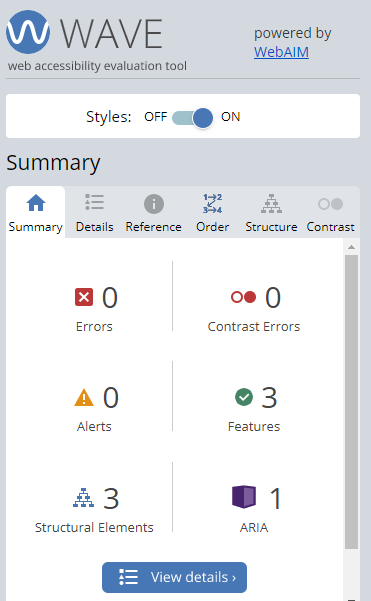 WAVE
powered by
WebAIM
web accessibility evaluation tool
Styles: OFF ON
Summary
Summary Details Reference Order Structure Contrast
0 0
Errors Contrast Errors
0 3
Alerts Features
3 1
Structural Elements ARIA
View details ›